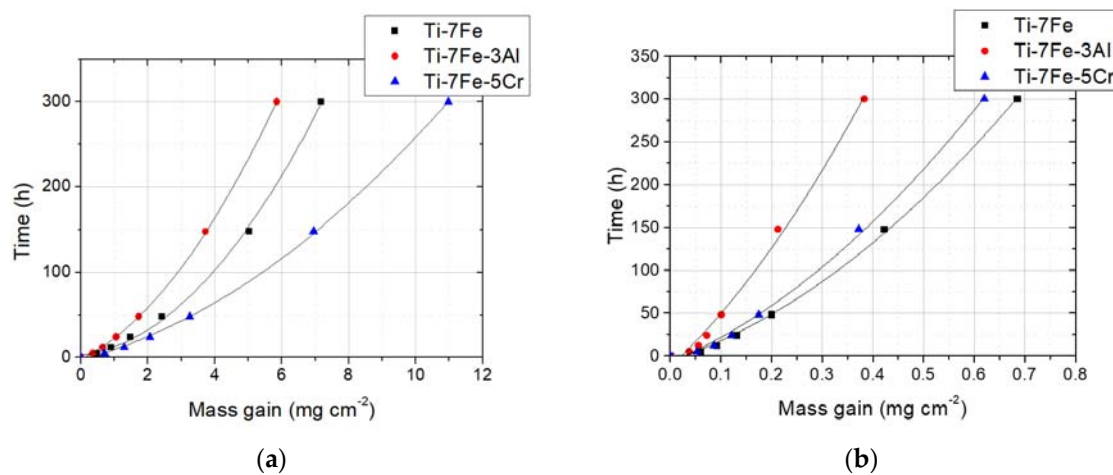 Ti-7Fe
Ti-7Fe-3Al
Ti-7Fe-5Cr
300
200
100
0
Time (h)
0 2 4 6 8 10 12
Mass gain (mg cm⁻²)
(a)
Ti-7Fe
Ti-7Fe-3Al
Ti-7Fe-5Cr
350
300
250
200
150
100
50
0
Time (h)
0.0 0.1 0.2 0.3 0.4 0.5 0.6 0.7 0.8
Mass gain (mg cm⁻²)
(b)